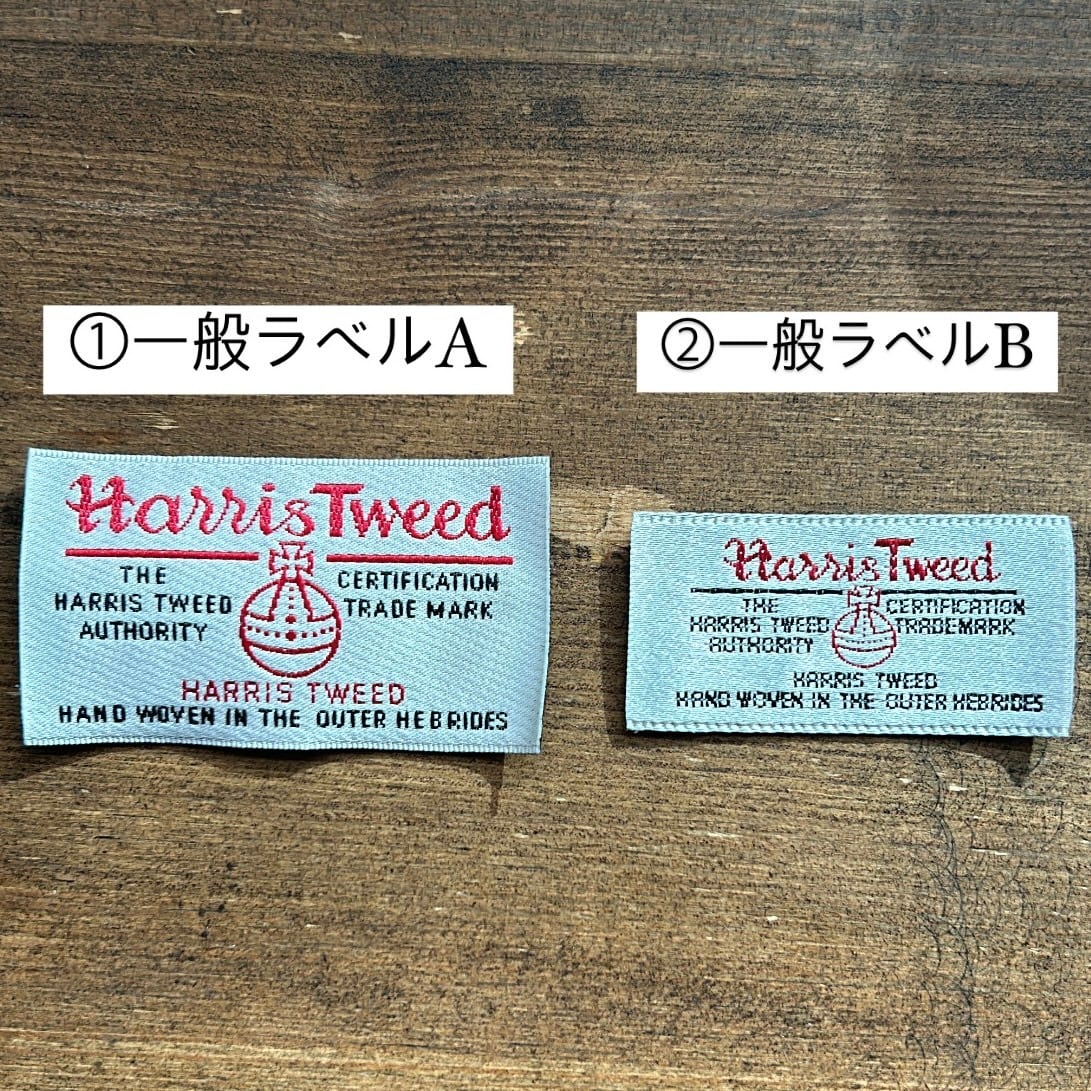 ①一般ラベルA
Harris Tweed
THE
HARRIS TWEED
AUTHORITY
CERTIFICATION
TRADE MARK
HARRIS TWEED
HAND WOVEN IN THE OUTER HEBRIDES
②一般ラベルB
Harris Tweed
THE
HARRIS TWEED
AUTHORITY
CERTIFICATION
TRADEMARK
HARRIS TWEED
HAND WOVEN IN THE OUTER HEBRIDES